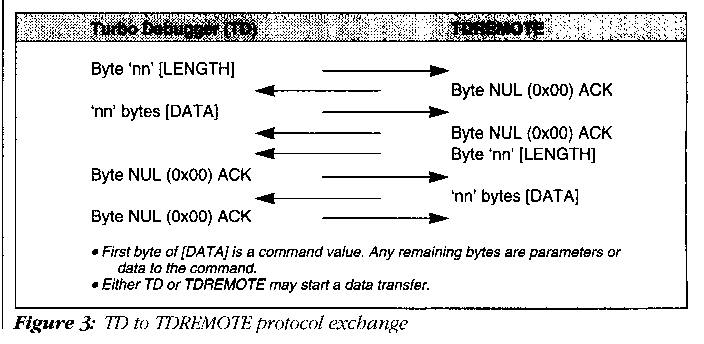 Turbo Debugger (TD) TDREMOTE
Byte ‘nn’ [LENGTH]
Byte NUL (0x00) ACK
‘nn’ bytes [DATA]
Byte NUL (0x00) ACK
Byte ‘nn’ [LENGTH]
Byte NUL (0x00) ACK
‘nn’ bytes [DATA]
Byte NUL (0x00) ACK
• First byte of [DATA] is a command value. Any remaining bytes are parameters or
data to the command.
• Either TD or TDREMOTE may start a data transfer.
Figure 3: TD to TDREMOTE protocol exchange